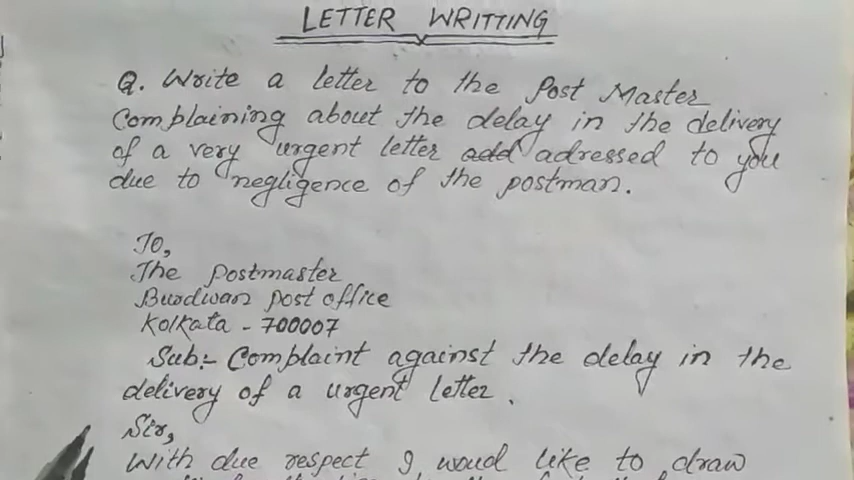 LETTER WRITTING
Q. Write a letter to the Post Master
Complaining about the delay in the delivery
of a very urgent letter add adressed to you
due to negligence of the postman.
To,
The postmaster
Burdwan post office
Kolkata - 700007
Sub:- Complaint against the delay in the
delivery of a urgent letter.
Sir,
With due respect I woud like to draw